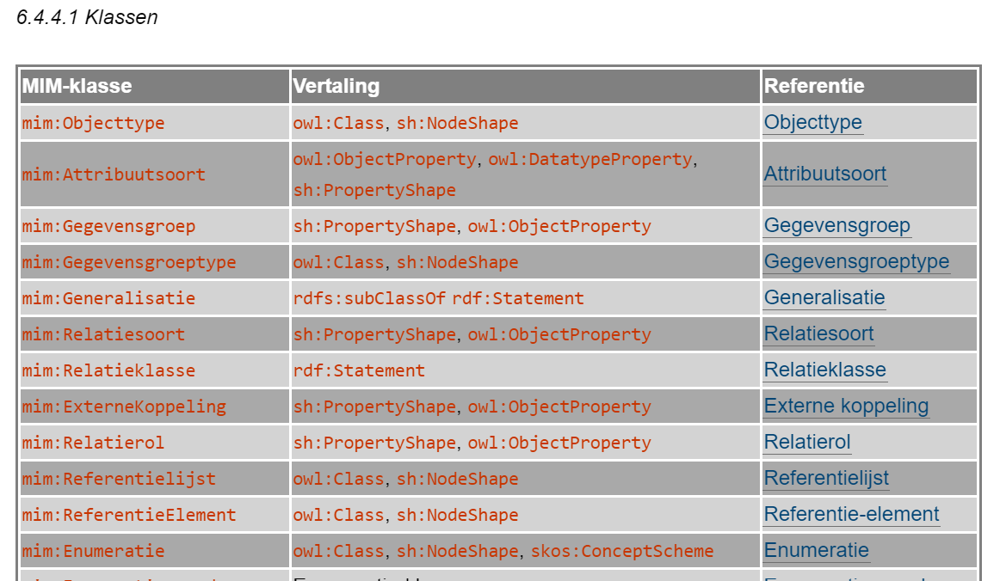 6.4.4.1 Klassen
MIM-klasse Vertaling Referentie
mim:Objecttype owl:Class, sh:NodeShape Objecttype
mim:Attribuutsoort owl:ObjectProperty, owl:DatatypeProperty,
sh:PropertyShape Attribuutsoort
mim:Gegevensgroep sh:PropertyShape, owl:ObjectProperty Gegevensgroep
mim:Gegevensgroeptype owl:Class, sh:NodeShape Gegevensgroeptype
mim:Generalisatie rdfs:subClassOf rdf:Statement Generalisatie
mim:Relatiesoort sh:PropertyShape, owl:ObjectProperty Relatiesoort
mim:Relatieklasse rdf:Statement Relatieklasse
mim:ExterneKoppeling sh:PropertyShape, owl:ObjectProperty Externe koppeling
mim:Relatierol sh:PropertyShape, owl:ObjectProperty Relatierol
mim:Referentielijst owl:Class, sh:NodeShape Referentielijst
mim:ReferentieElement owl:Class, sh:NodeShape Referentie-element
mim:Enumeratie owl:Class, sh:NodeShape, skos:ConceptScheme Enumeratie